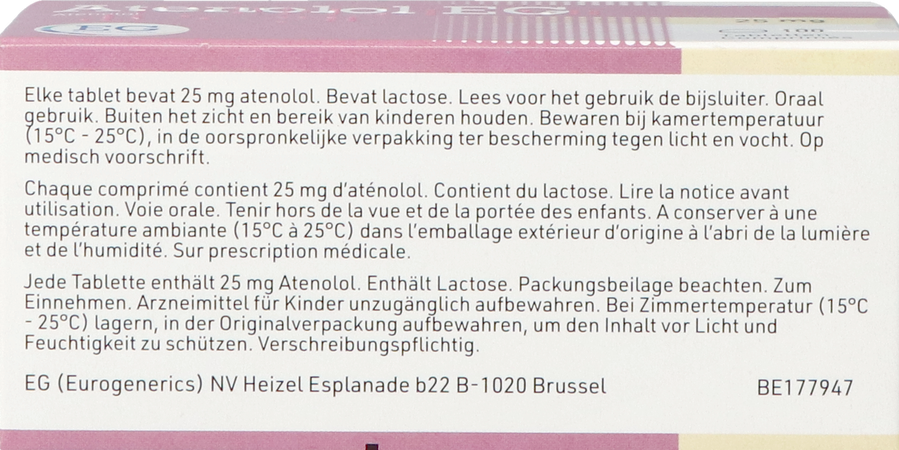 Atenolol EG
EG
25 mg
100
Tabletten
Comprimés
Elke tablet bevat 25 mg atenolol. Bevat lactose. Lees voor het gebruik de bijsluiter. Oraal
gebruik. Buiten het zicht en bereik van kinderen houden. Bewaren bij kamertemperatuur
(15°C - 25°C), in de oorspronkelijke verpakking ter bescherming tegen licht en vocht. Op
medisch voorschrift.
Chaque comprimé contient 25 mg d'aténolol. Contient du lactose. Lire la notice avant
utilisation. Voie orale. Tenir hors de la vue et de la portée des enfants. A conserver à une
température ambiante (15°C à 25°C) dans l'emballage extérieur d'origine à l'abri de la lumière
et de l'humidité. Sur prescription médicale.
Jede Tablette enthält 25 mg Atenolol. Enthält Lactose. Packungsbeilage beachten. Zum
Einnehmen. Arzneimittel für Kinder unzugänglich aufbewahren. Bei Zimmertemperatur (15°C
- 25°C) lagern, in der Originalverpackung aufbewahren, um den Inhalt vor Licht und
Feuchtigkeit zu schützen. Verschreibungspflichtig.
EG (Eurogenerics) NV Heizel Esplanade b22 B-1020 Brussel
BE177947